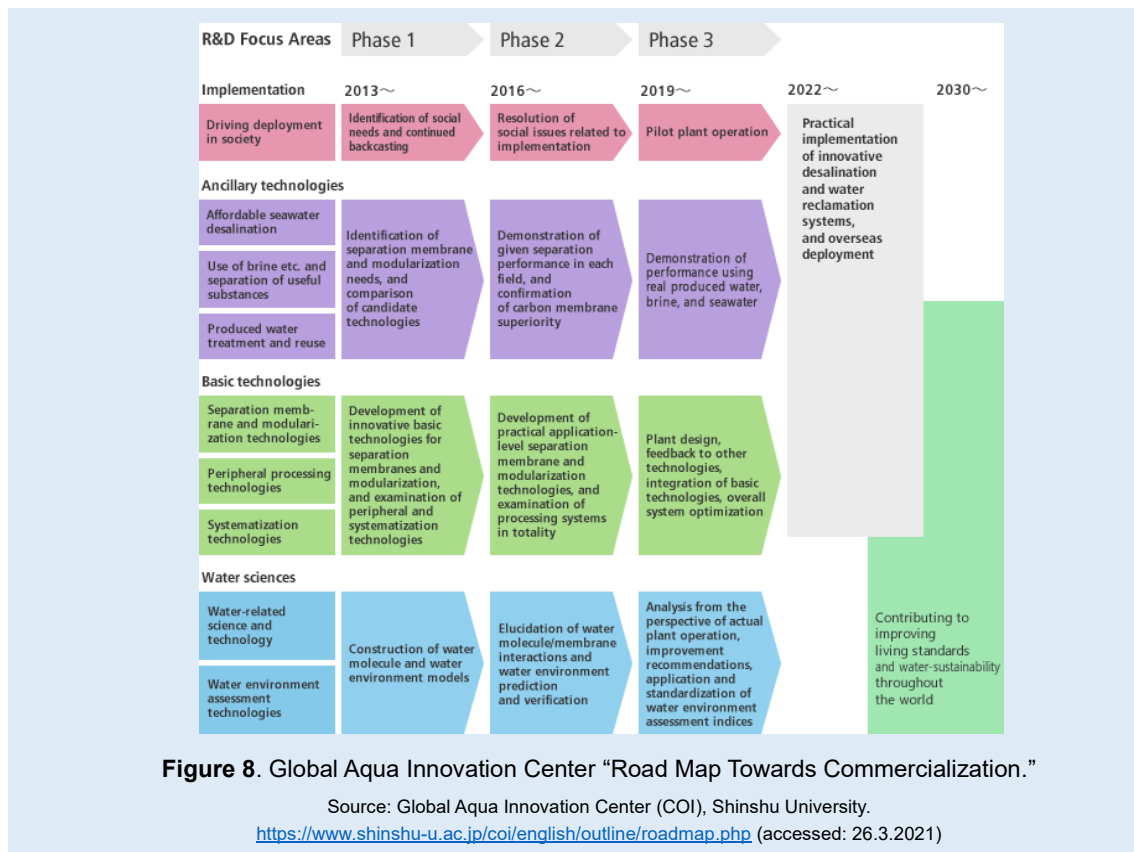 R&D Focus Areas
Phase 1
Phase 2
Phase 3
Implementation
2013～
2016～
2019～
2022～
2030～
Driving deployment
in society
Identification of social
needs and continued
backcasting
Resolution of
social issues related to
implementation
Pilot plant operation
Practical
implementation
of innovative
desalination
and water
reclamation
systems,
and overseas
deployment
Ancillary technologies
Affordable seawater
desalination
Use of brine etc. and
separation of useful
substances
Produced water
treatment and reuse
Identification of
separation membrane
and modularization
needs, and
comparison
of candidate
technologies
Demonstration of
given separation
performance in each
field, and
confirmation
of carbon membrane
superiority
Demonstration of
performance using
real produced water,
brine, and seawater
Basic technologies
Separation memb-
rane and modulari-
zation technologies
Peripheral processing
technologies
Systematization
technologies
Development of
innovative basic
technologies for
separation
membranes and
modularization,
and examination of
peripheral and
systematization
technologies
Development of
practical application-
level separation
membrane and
modularization
technologies, and
examination of
processing systems
in totality
Plant design,
feedback to other
technologies,
integration of basic
technologies, overall
system optimization
Water sciences
Water-related
science and
technology
Water environment
assessment
technologies
Construction of water
molecule and water
environment models
Elucidation of water
molecule/membrane
interactions and
water environment
prediction
and verification
Analysis from the
perspective of actual
plant operation,
improvement
recommendations,
application and
standardization of
water environment
assessment indices
Contributing to
improving
living standards
and water-sustainability
throughout
the world
Figure 8. Global Aqua Innovation Center “Road Map Towards Commercialization.”
Source: Global Aqua Innovation Center (COI), Shinshu University.
https://www.shinshu-u.ac.jp/coi/english/outline/roadmap.php (accessed: 26.3.2021)